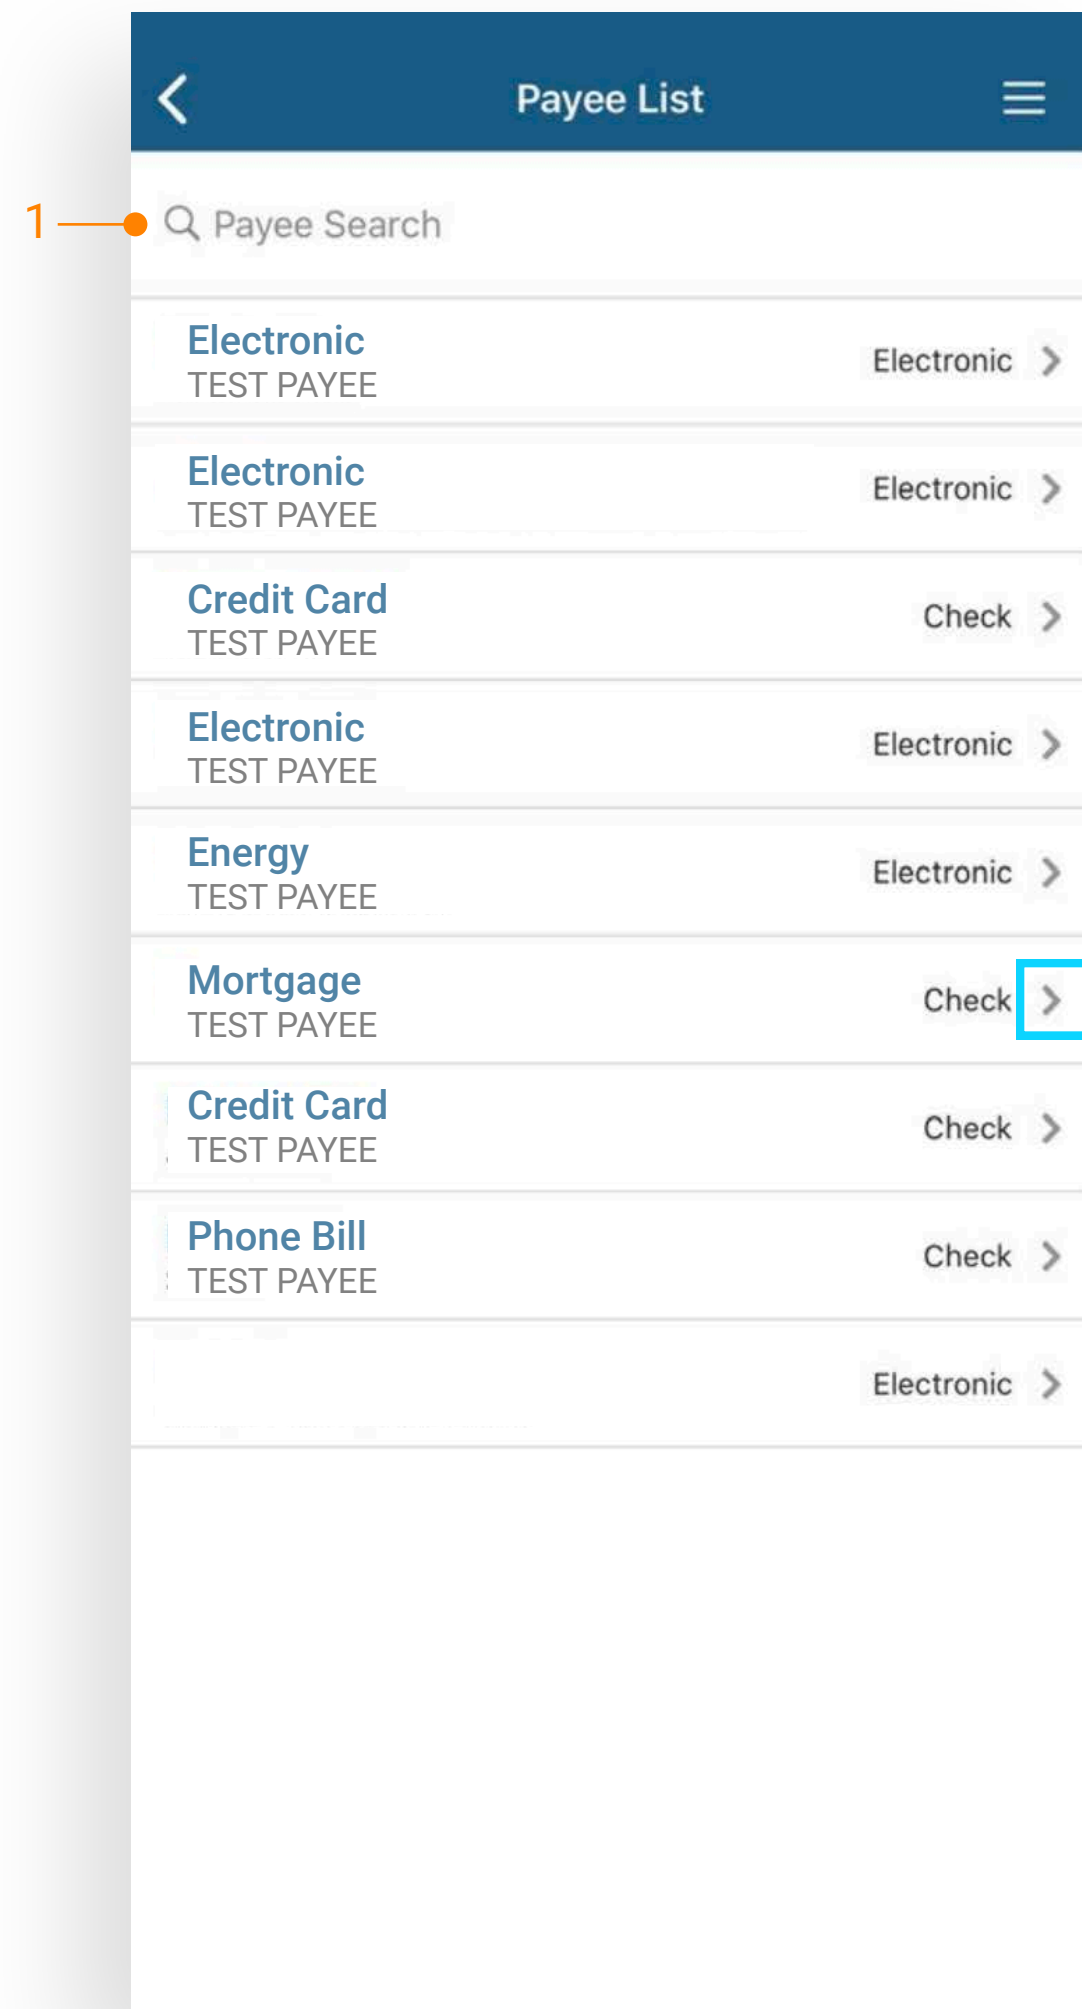 Payee List
1
Payee Search
Electronic
TEST PAYEE
Electronic
Electronic
TEST PAYEE
Electronic
Credit Card
TEST PAYEE
Check
Electronic
TEST PAYEE
Electronic
Energy
TEST PAYEE
Electronic
Mortgage
TEST PAYEE
Check
Credit Card
TEST PAYEE
Check
Phone Bill
TEST PAYEE
Check
Electronic